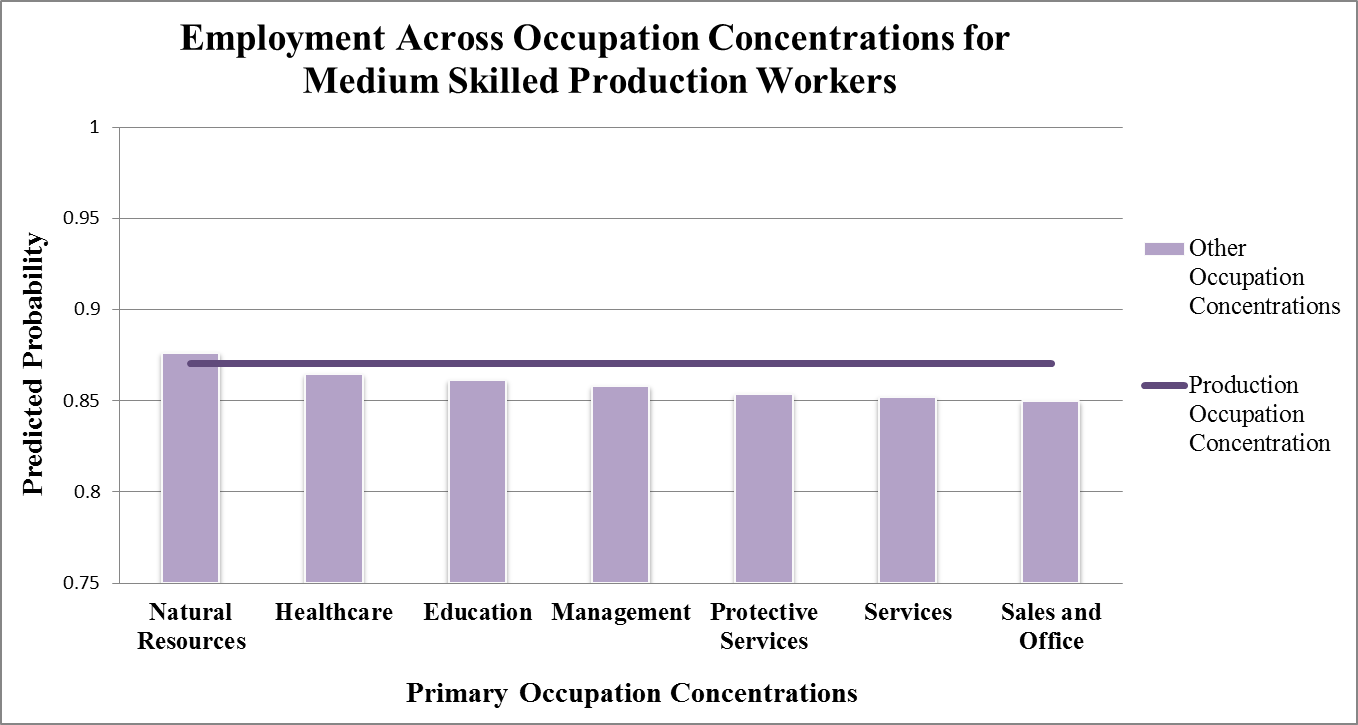 Employment Across Occupation Concentrations for
Medium Skilled Production Workers
Predicted Probability
1
0.95
0.9
0.85
0.8
0.75
Natural
Resources
Healthcare
Education
Management
Protective
Services
Services
Sales and
Office
Primary Occupation Concentrations
Other
Occupation
Concentrations
Production
Occupation
Concentration